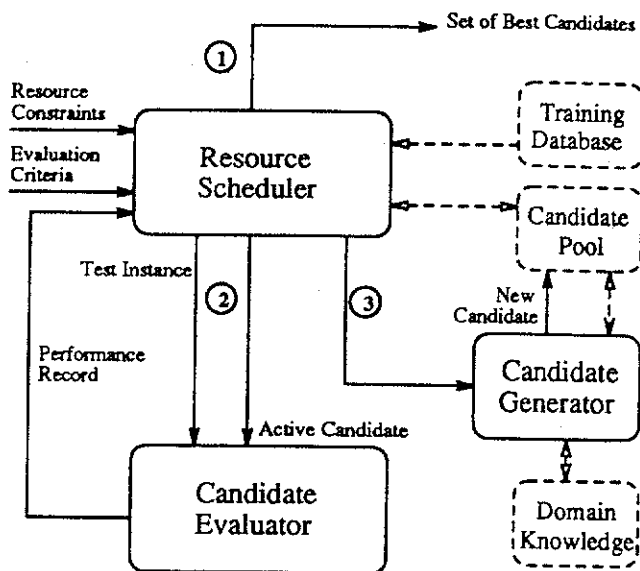 Set of Best Candidates
1
Resource
Constraints
Training
Database
Evaluation
Criteria
Resource
Scheduler
Candidate
Pool
Test Instance
2
3
New
Candidate
Performance
Record
Candidate
Generator
Active Candidate
Candidate
Evaluator
Domain
Knowledge